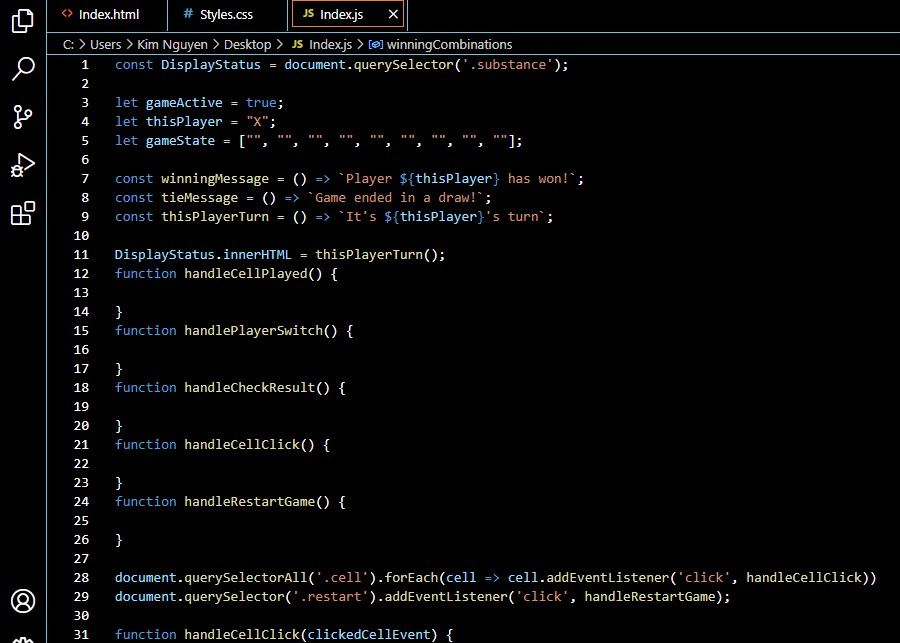 Index.html
# Styles.css
JS Index.js
C: > Users > Kim Nguyen > Desktop > JS Index.js > winningCombinations
1 const DisplayStatus = document.querySelector('.substance');
2
3 let gameActive = true;
4 let thisPlayer = "X";
5 let gameState = ["", "", "", "", "", "", "", "", ""];
6
7 const winningMessage = () => `Player ${thisPlayer} has won!`;
8 const tieMessage = () => `Game ended in a draw!`;
9 const thisPlayerTurn = () => `It's ${thisPlayer}'s turn`;
10
11 DisplayStatus.innerHTML = thisPlayerTurn();
12 function handleCellPlayed() {
13
14 }
15 function handlePlayerSwitch() {
16
17 }
18 function handleCheckResult() {
19
20 }
21 function handleCellClick() {
22
23 }
24 function handleRestartGame() {
25
26 }
27
28 document.querySelectorAll('.cell').forEach(cell => cell.addEventListener('click', handleCellClick))
29 document.querySelector('.restart').addEventListener('click', handleRestartGame);
30
31 function handleCellClick(clickedCellEvent) {